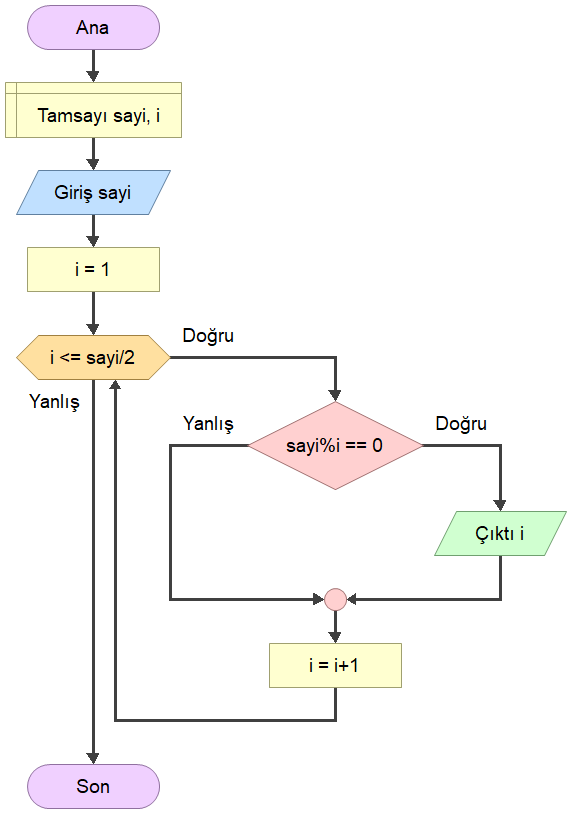 Ana
Tamsayı sayi, i
Giriş sayi
i = 1
i <= sayi/2
Doğru
Yanlış
sayi%i == 0
Yanlış
Doğru
Çıktı i
i = i+1
Son